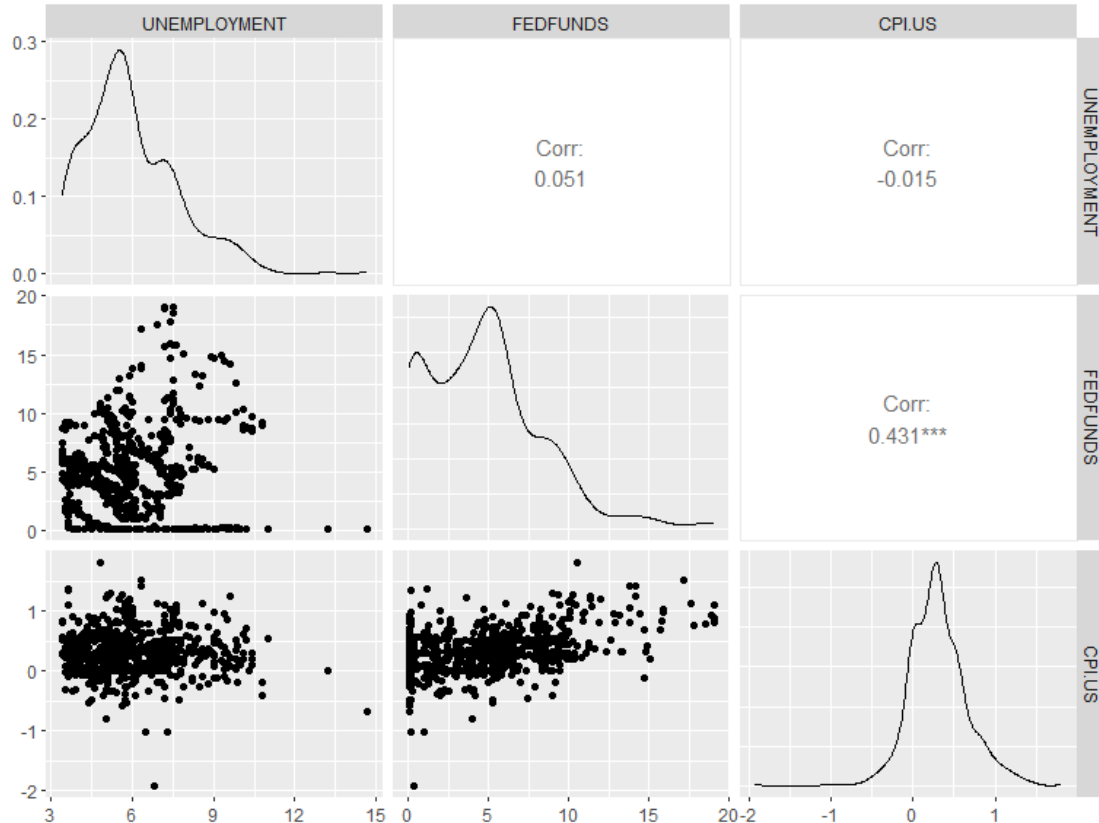 UNEMPLOYMENT
FEDFUNDS
CPI.US
0.3
0.2
0.1
0.0
Corr:
0.051
Corr:
-0.015
UNEMPLOYMENT
20
15
10
5
0
Corr:
0.431***
FEDFUNDS
1
0
-1
-2
CPI.US
3 6 9 12 15
0 5 10 15 20
-2 -1 0 1